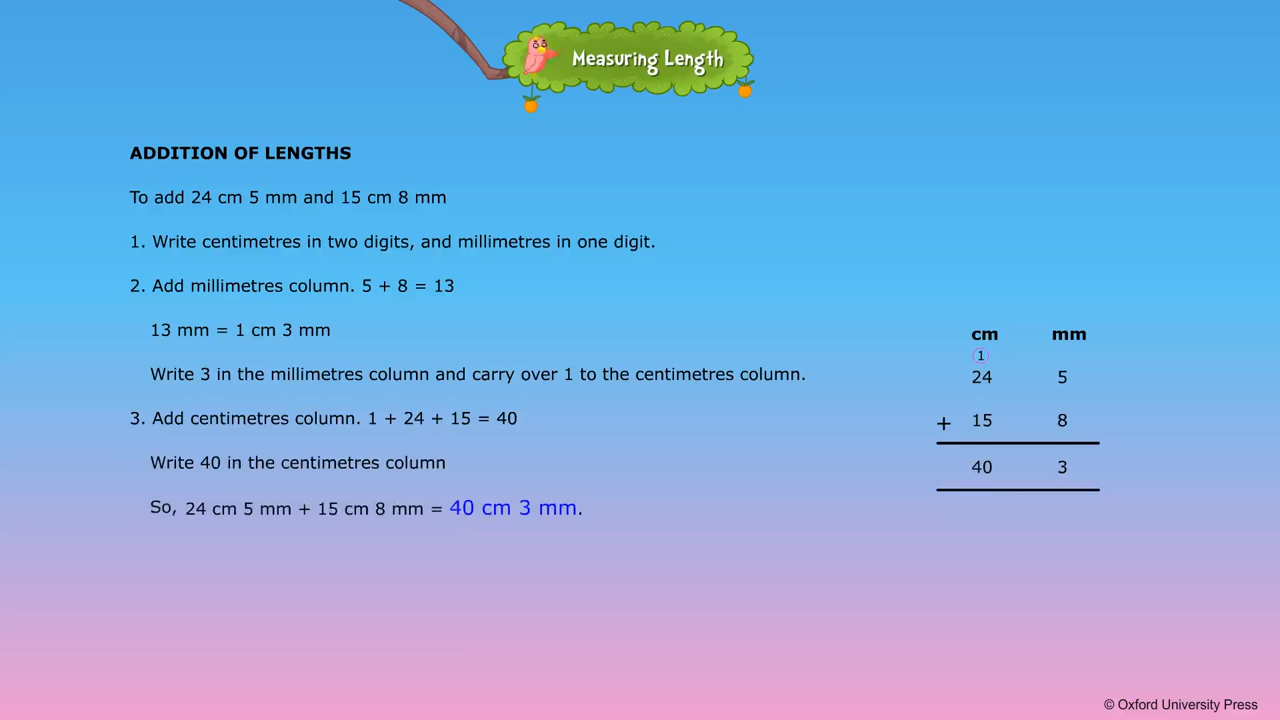 Measuring Length
ADDITION OF LENGTHS
To add 24 cm 5 mm and 15 cm 8 mm
1. Write centimetres in two digits, and millimetres in one digit.
2. Add millimetres column. 5 + 8 = 13
13 mm = 1 cm 3 mm
Write 3 in the millimetres column and carry over 1 to the centimetres column.
3. Add centimetres column. 1 + 24 + 15 = 40
Write 40 in the centimetres column
So, 24 cm 5 mm + 15 cm 8 mm = 40 cm 3 mm.
cm mm
1
24 5
+ 15 8
40 3
© Oxford University Press